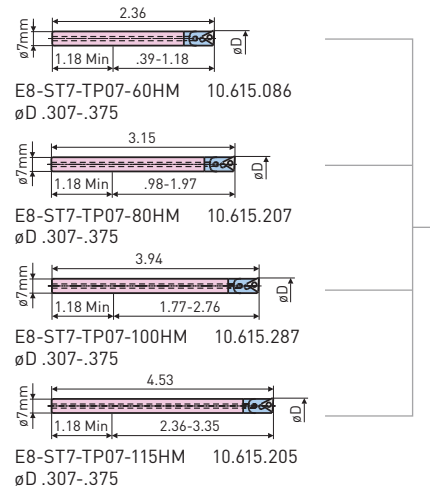 2.36
ø7mm
øD
1.18 Min
.39-1.18
E8-ST7-TP07-60HM 10.615.086
øD .307-.375
3.15
ø7mm
øD
1.18 Min
.98-1.97
E8-ST7-TP07-80HM 10.615.207
øD .307-.375
3.94
ø7mm
øD
1.18 Min
1.77-2.76
E8-ST7-TP07-100HM 10.615.287
øD .307-.375
4.53
ø7mm
øD
1.18 Min
2.36-3.35
E8-ST7-TP07-115HM 10.615.205
øD .307-.375